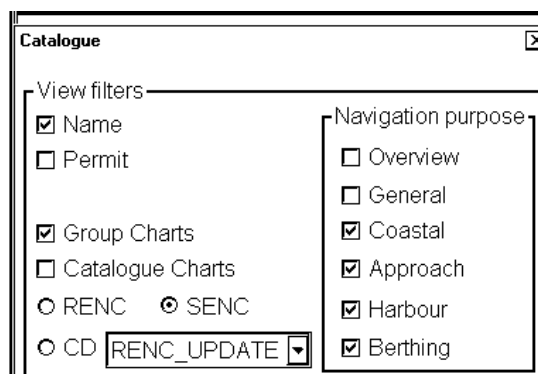 Catalogue
View filters
Name
Permit
Group Charts
Catalogue Charts
RENC SENC
CD RENC_UPDATE
Navigation purpose
Overview
General
Coastal
Approach
Harbour
Berthing